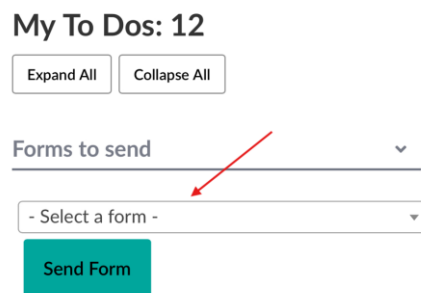 My To Dos: 12
Expand All Collapse All
Forms to send
- Select a form -
Send Form